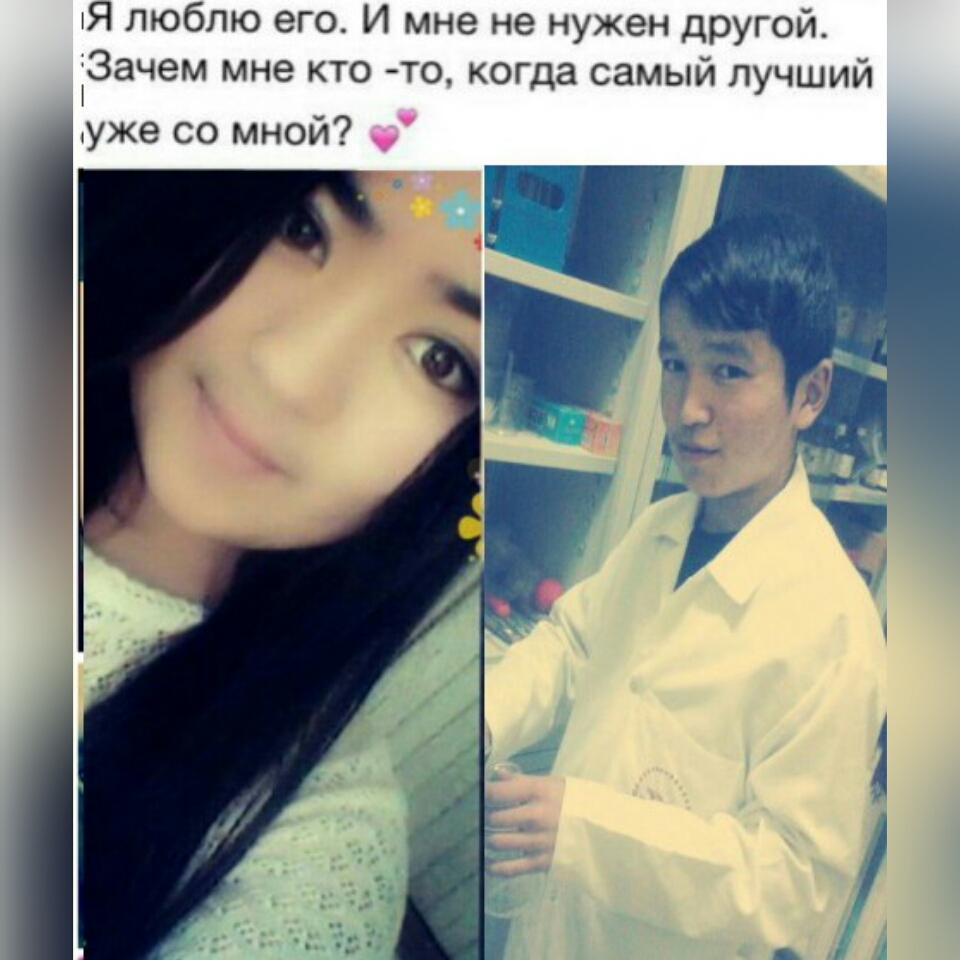 Я люблю его. И мне не нужен другой.
Зачем мне кто -то, когда самый лучший
уже со мной? 💕